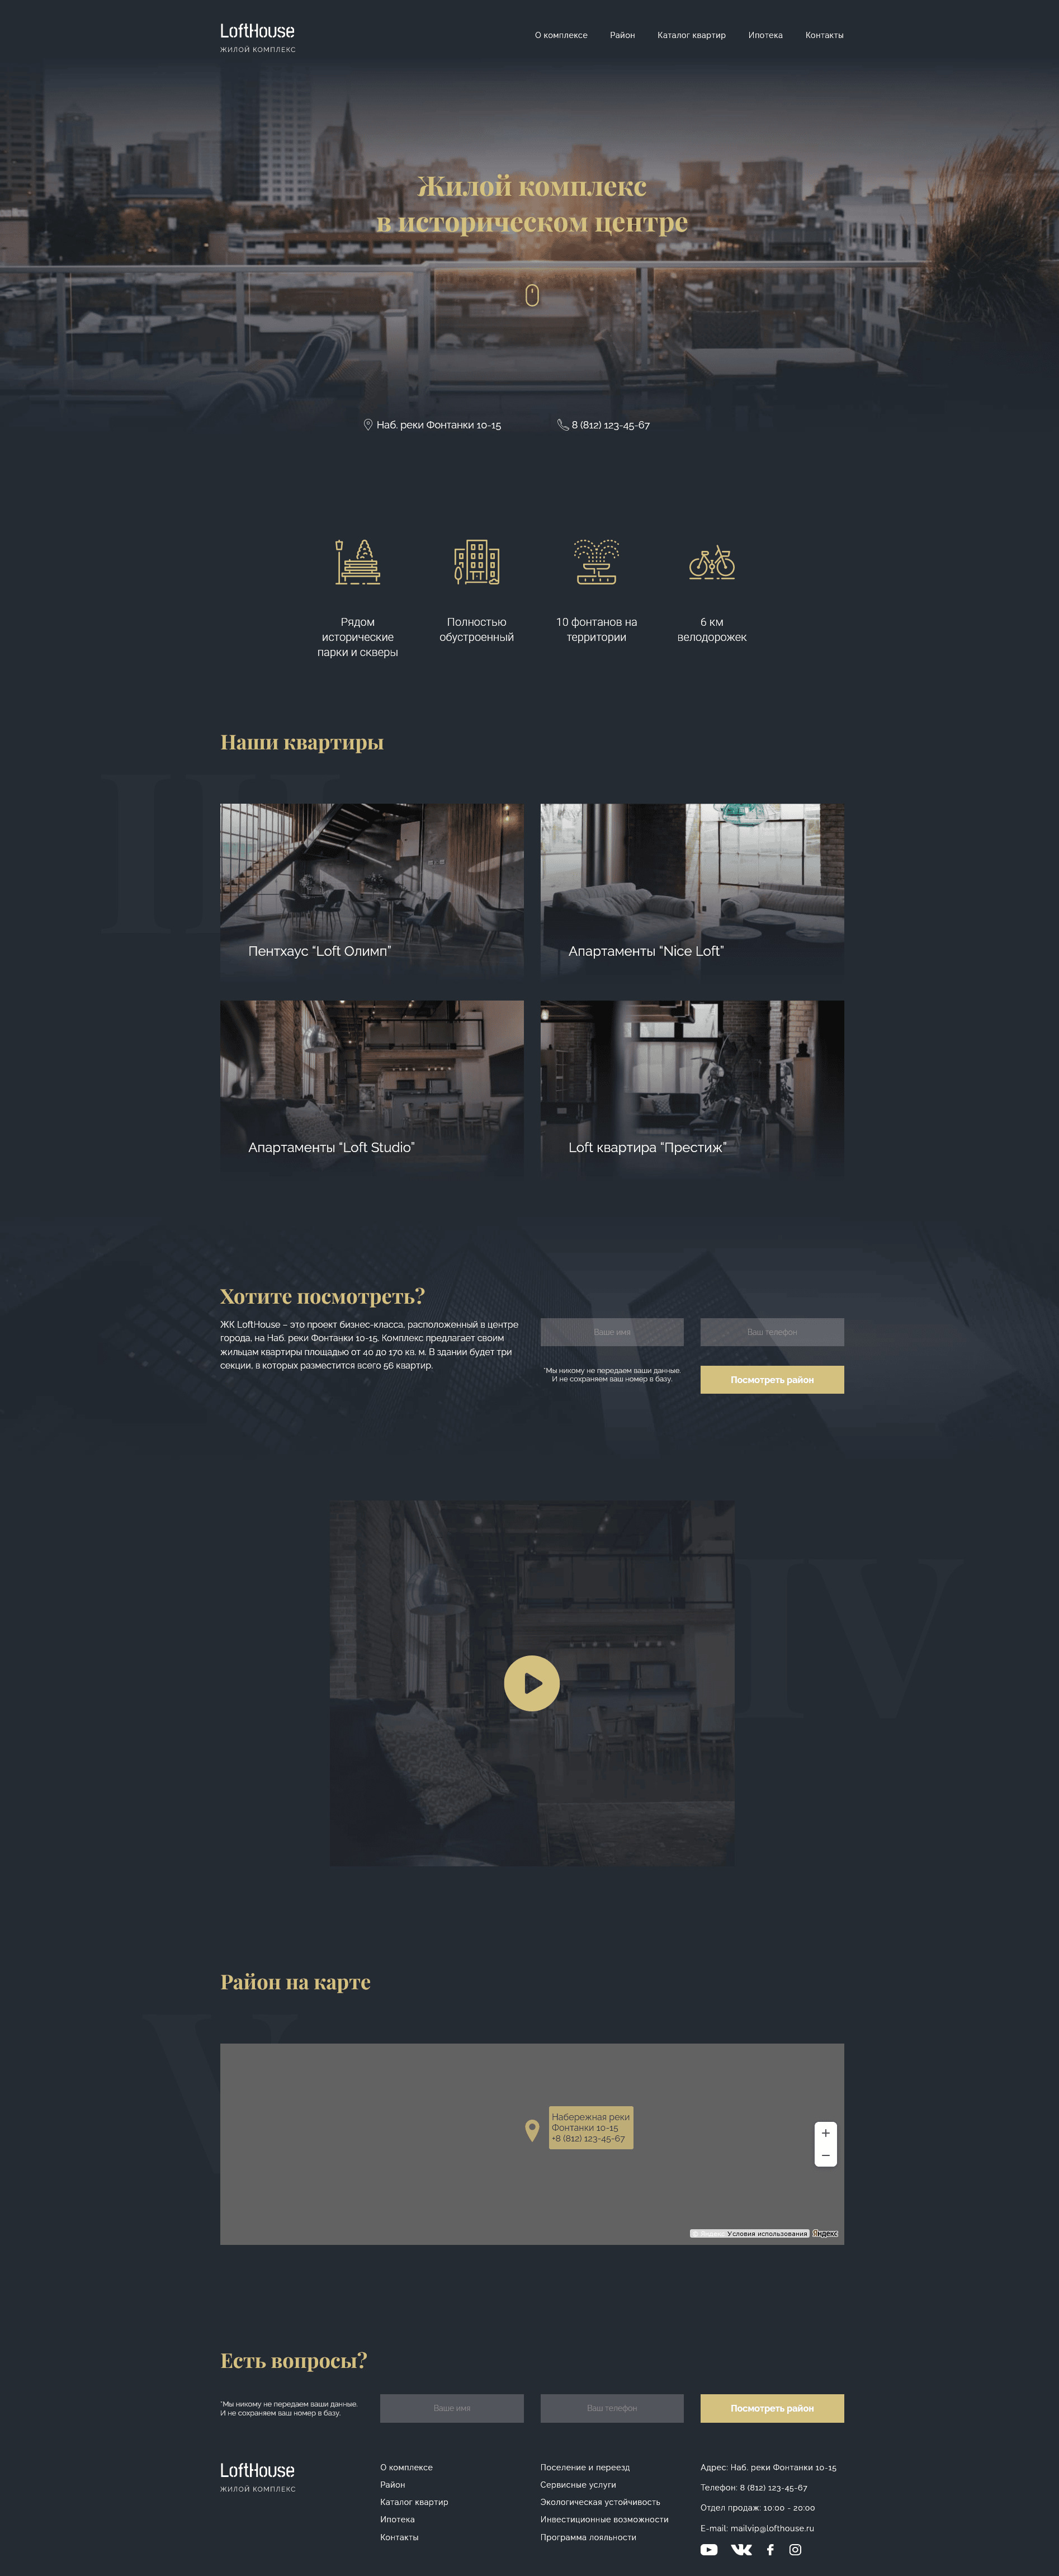 LoftHouse
ЖИЛОЙ КОМПЛЕКС
О комплексе
Район
Каталог квартир
Ипотека
Контакты
Жилой комплекс
в историческом центре
Наб. реки Фонтанки 10-15
8 (812) 123-45-67
Рядом
исторические
парки и скверы
Полностью
обустроенный
10 фонтанов на
территории
6 км
велодорожек
Наши квартиры
III
Пентхаус “Loft Олимп”
Апартаменты “Nice Loft”
Апартаменты “Loft Studio”
Loft квартира “Престиж”
Хотите посмотреть?
ЖК LoftHouse – это проект бизнес-класса, расположенный в центре
города, на Наб. реки Фонтанки 10-15. Комплекс предлагает своим
жильцам квартиры площадью от 40 до 170 кв. м. В здании будет три
секции, в которых разместится всего 56 квартир.
Ваше имя
Ваш телефон
*Мы никому не передаем ваши данные.
И не сохраняем ваш номер в базу.
Посмотреть район
IV
Район на карте
V
Набережная реки
Фонтанки 10-15
+8 (812) 123-45-67
© Яндекс Условия использования Яндекс
Есть вопросы?
*Мы никому не передаем ваши данные.
И не сохраняем ваш номер в базу.
Ваше имя
Ваш телефон
Посмотреть район
LoftHouse
ЖИЛОЙ КОМПЛЕКС
О комплексе
Район
Каталог квартир
Ипотека
Контакты
Поселение и переезд
Сервисные услуги
Экологическая устойчивость
Инвестиционные возможности
Программа лояльности
Адрес: Наб. реки Фонтанки 10-15
Телефон: 8 (812) 123-45-67
Отдел продаж: 10:00 - 20:00
E-mail: mailvip@lofthouse.ru